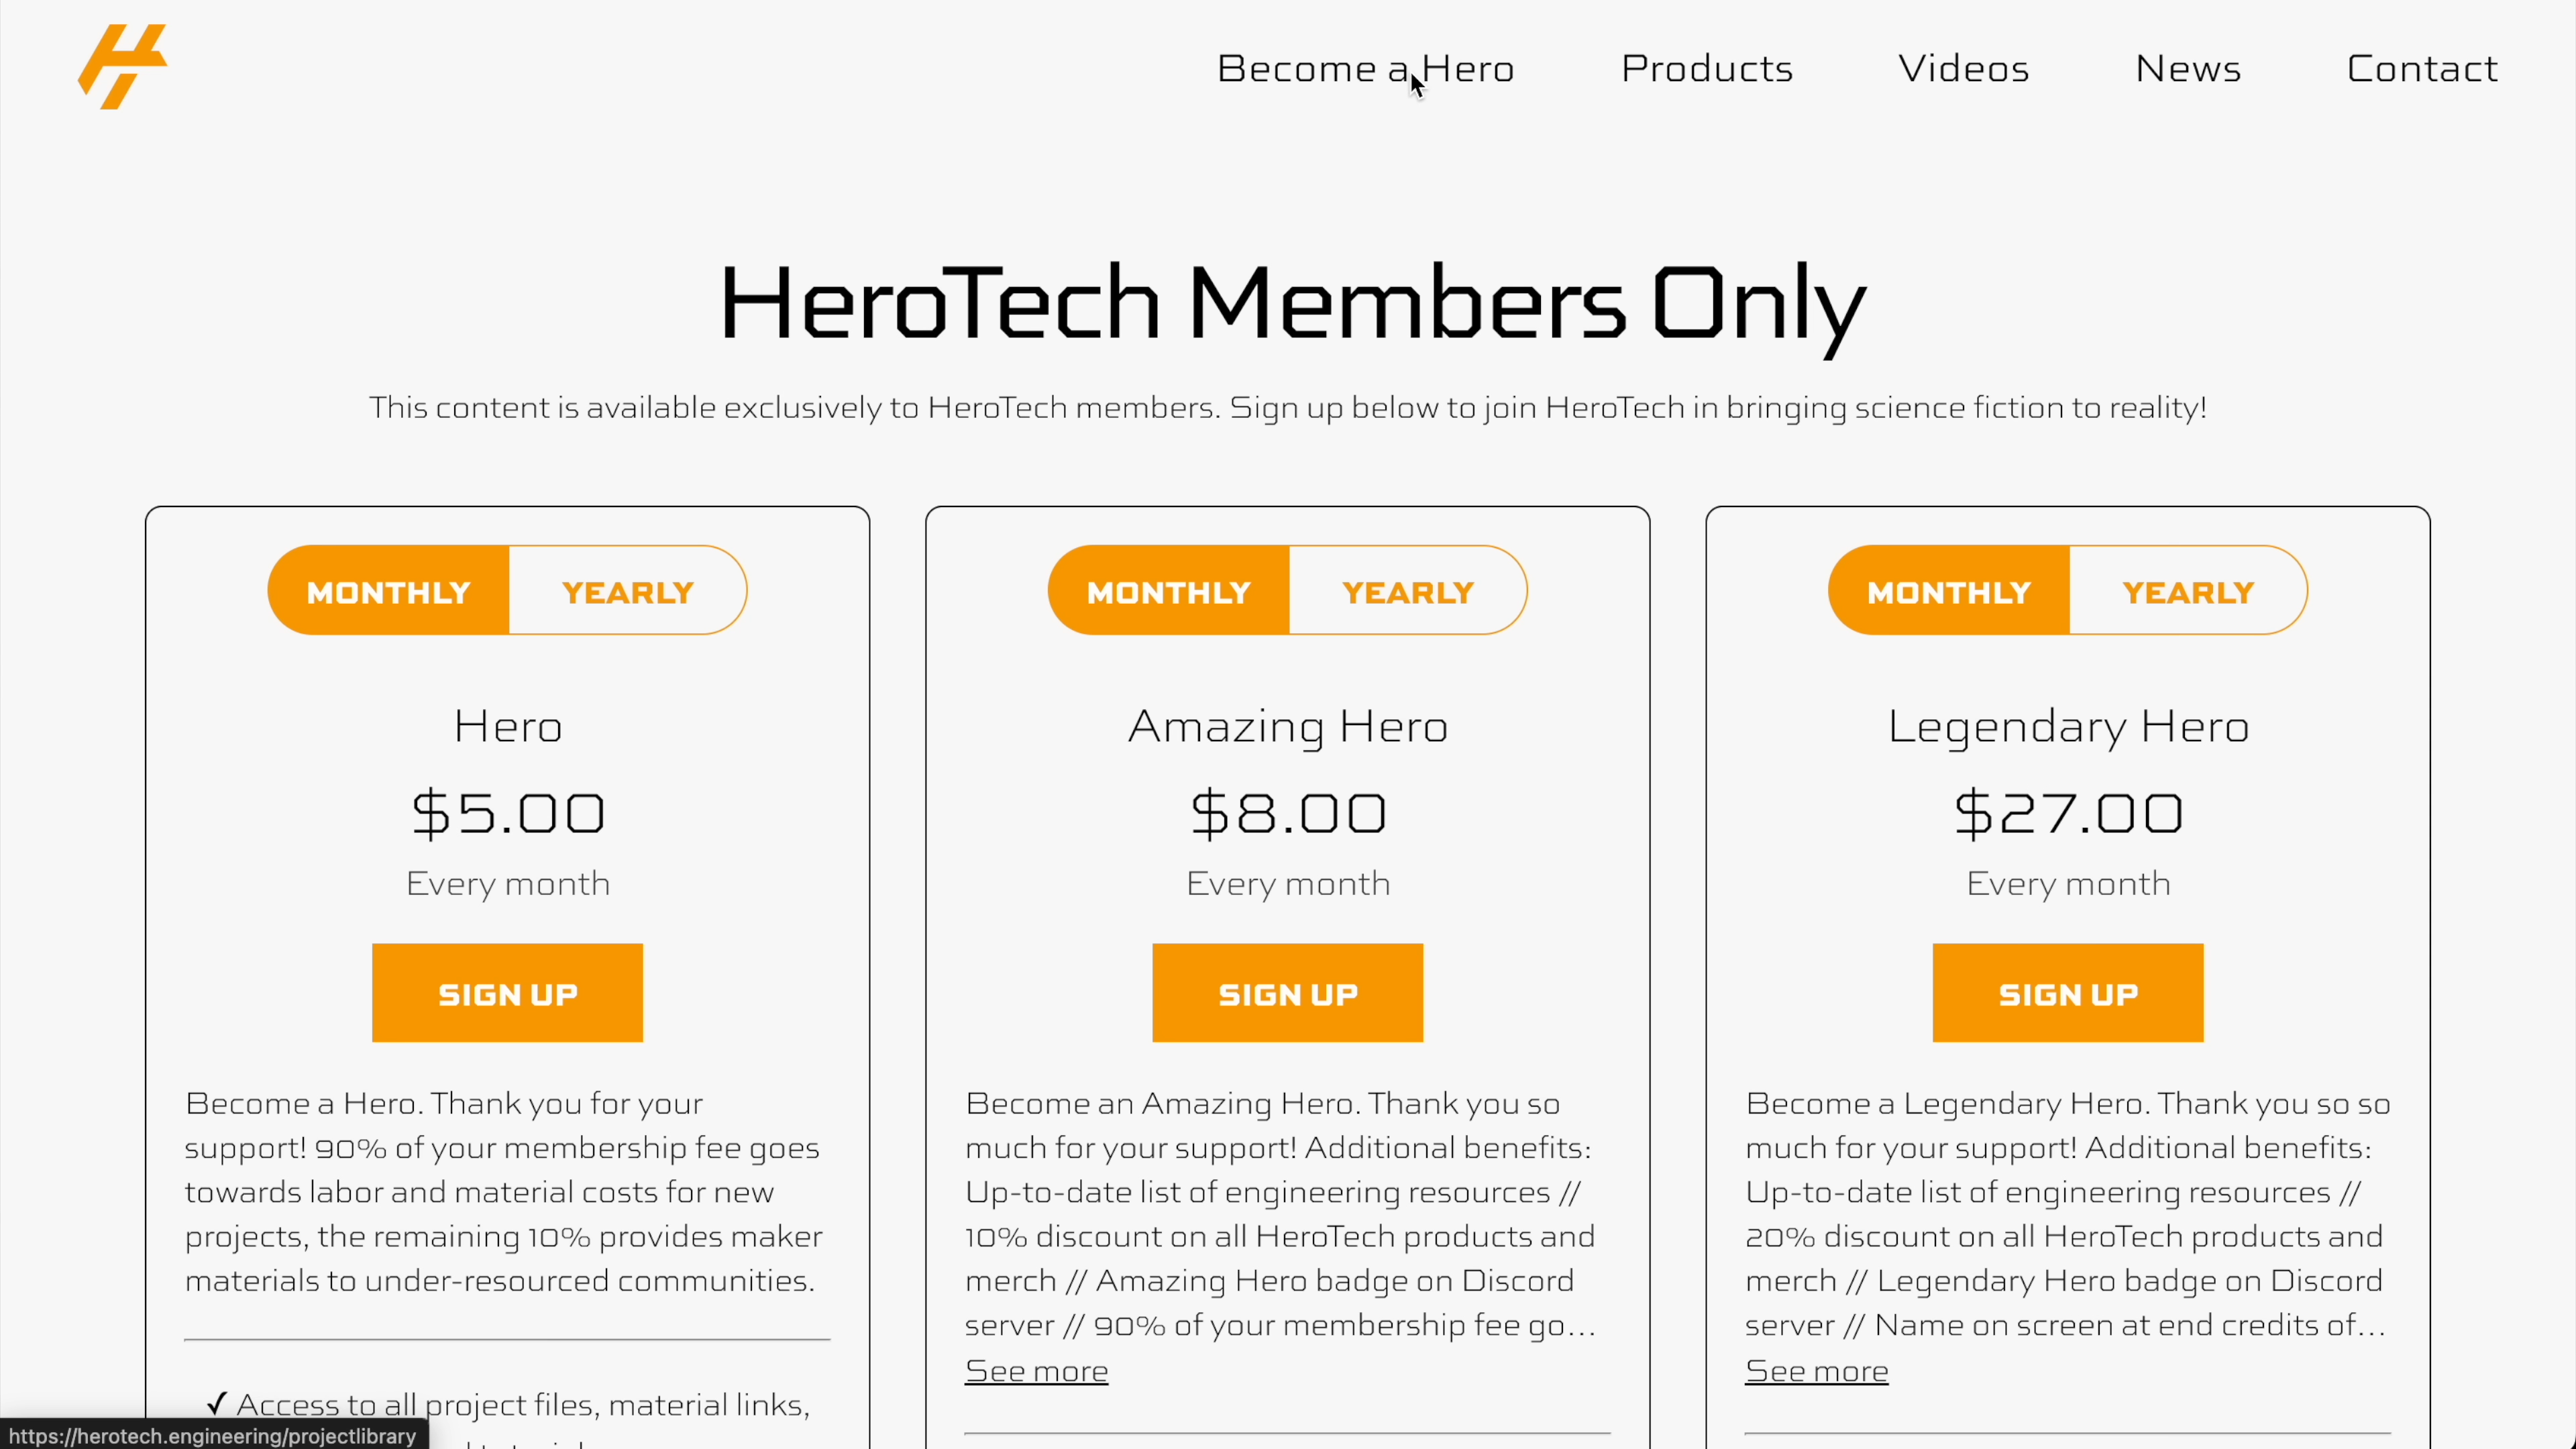 Become a Hero
Products
Videos
News
Contact
HeroTech Members Only
This content is available exclusively to HeroTech members. Sign up below to join HeroTech in bringing science fiction to reality!
MONTHLY
YEARLY
Hero
$5.00
Every month
SIGN UP
Become a Hero. Thank you for your
support! 90% of your membership fee goes
towards labor and material costs for new
projects, the remaining 10% provides maker
materials to under-resourced communities.
✓ Access to all project files, material links,
MONTHLY
YEARLY
Amazing Hero
$8.00
Every month
SIGN UP
Become an Amazing Hero. Thank you so
much for your support! Additional benefits:
Up-to-date list of engineering resources //
10% discount on all HeroTech products and
merch // Amazing Hero badge on Discord
server // 90% of your membership fee go...
See more
MONTHLY
YEARLY
Legendary Hero
$27.00
Every month
SIGN UP
Become a Legendary Hero. Thank you so so
much for your support! Additional benefits:
Up-to-date list of engineering resources //
20% discount on all HeroTech products and
merch // Legendary Hero badge on Discord
server // Name on screen at end credits of...
See more
https://herotech.engineering/projectlibrary